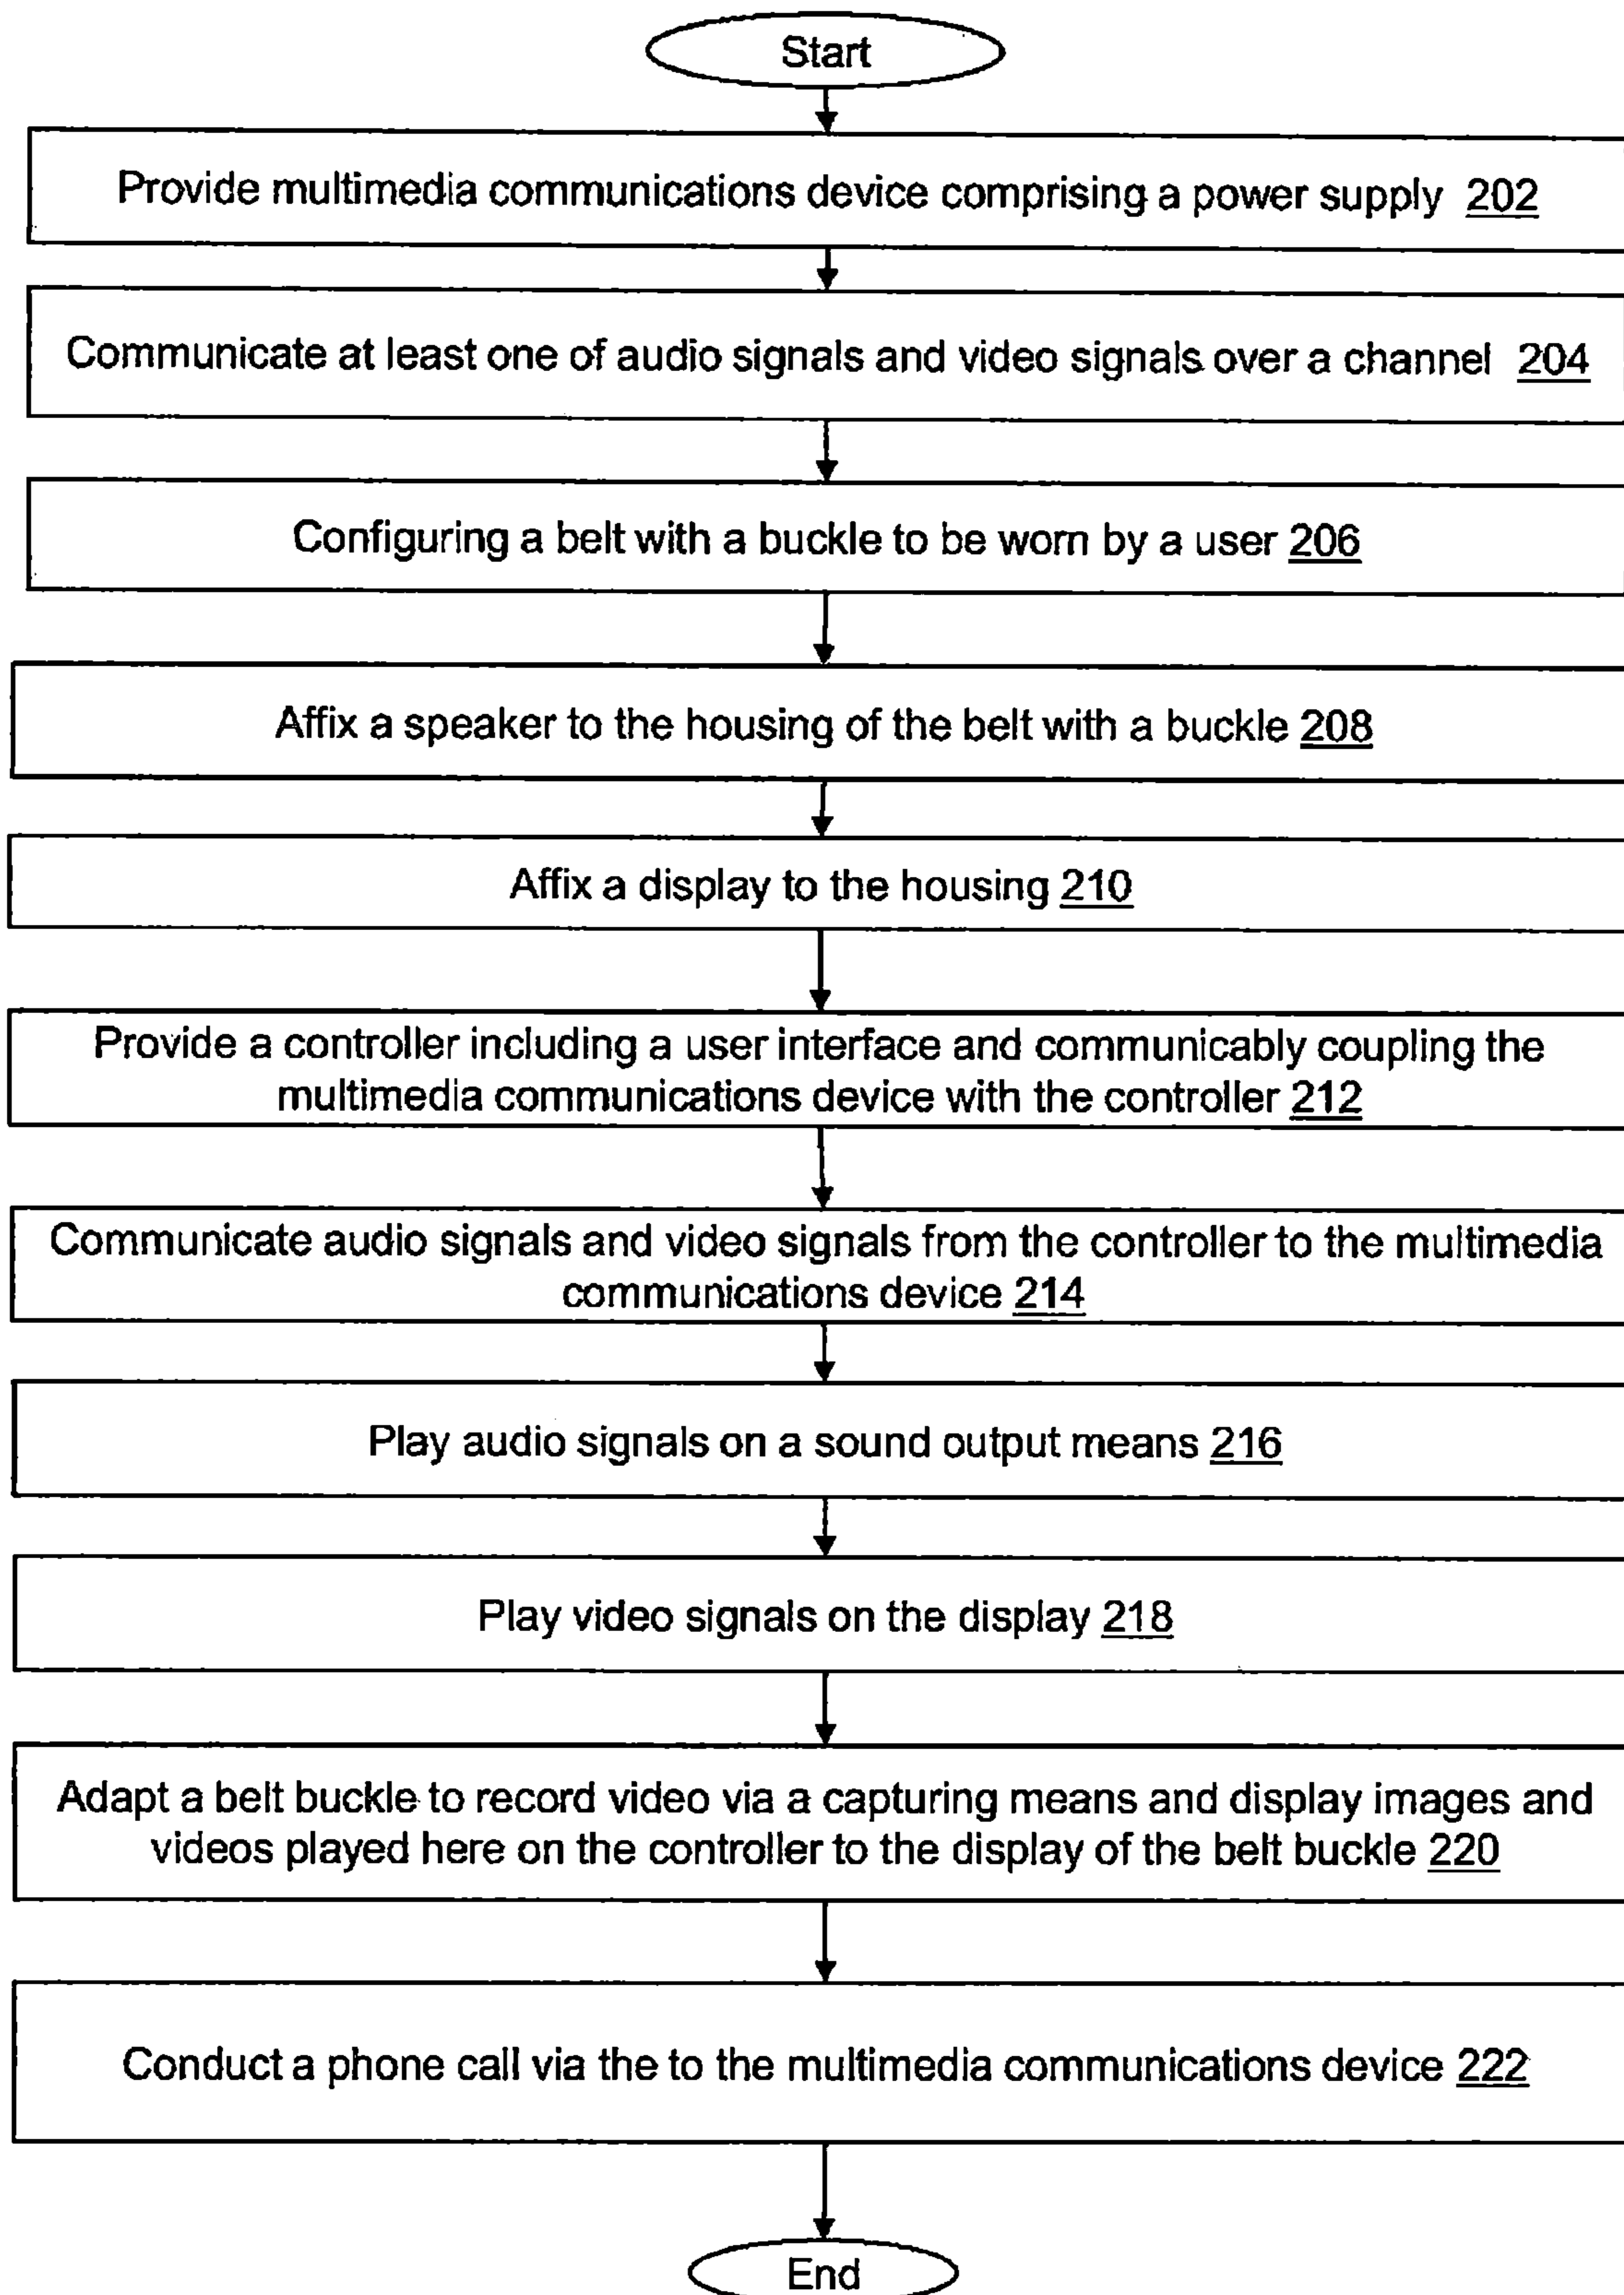 Start
Provide multimedia communications device comprising a power supply 202
Communicate at least one of audio signals and video signals over a channel 204
Configuring a belt with a buckle to be worn by a user 206
Affix a speaker to the housing of the belt with a buckle 208
Affix a display to the housing 210
Provide a controller including a user interface and communicably coupling the
multimedia communications device with the controller 212
Communicate audio signals and video signals from the controller to the multimedia
communications device 214
Play audio signals on a sound output means 216
Play video signals on the display 218
Adapt a belt buckle to record video via a capturing means and display images and
videos played here on the controller to the display of the belt buckle 220
Conduct a phone call via the to the multimedia communications device 222
End